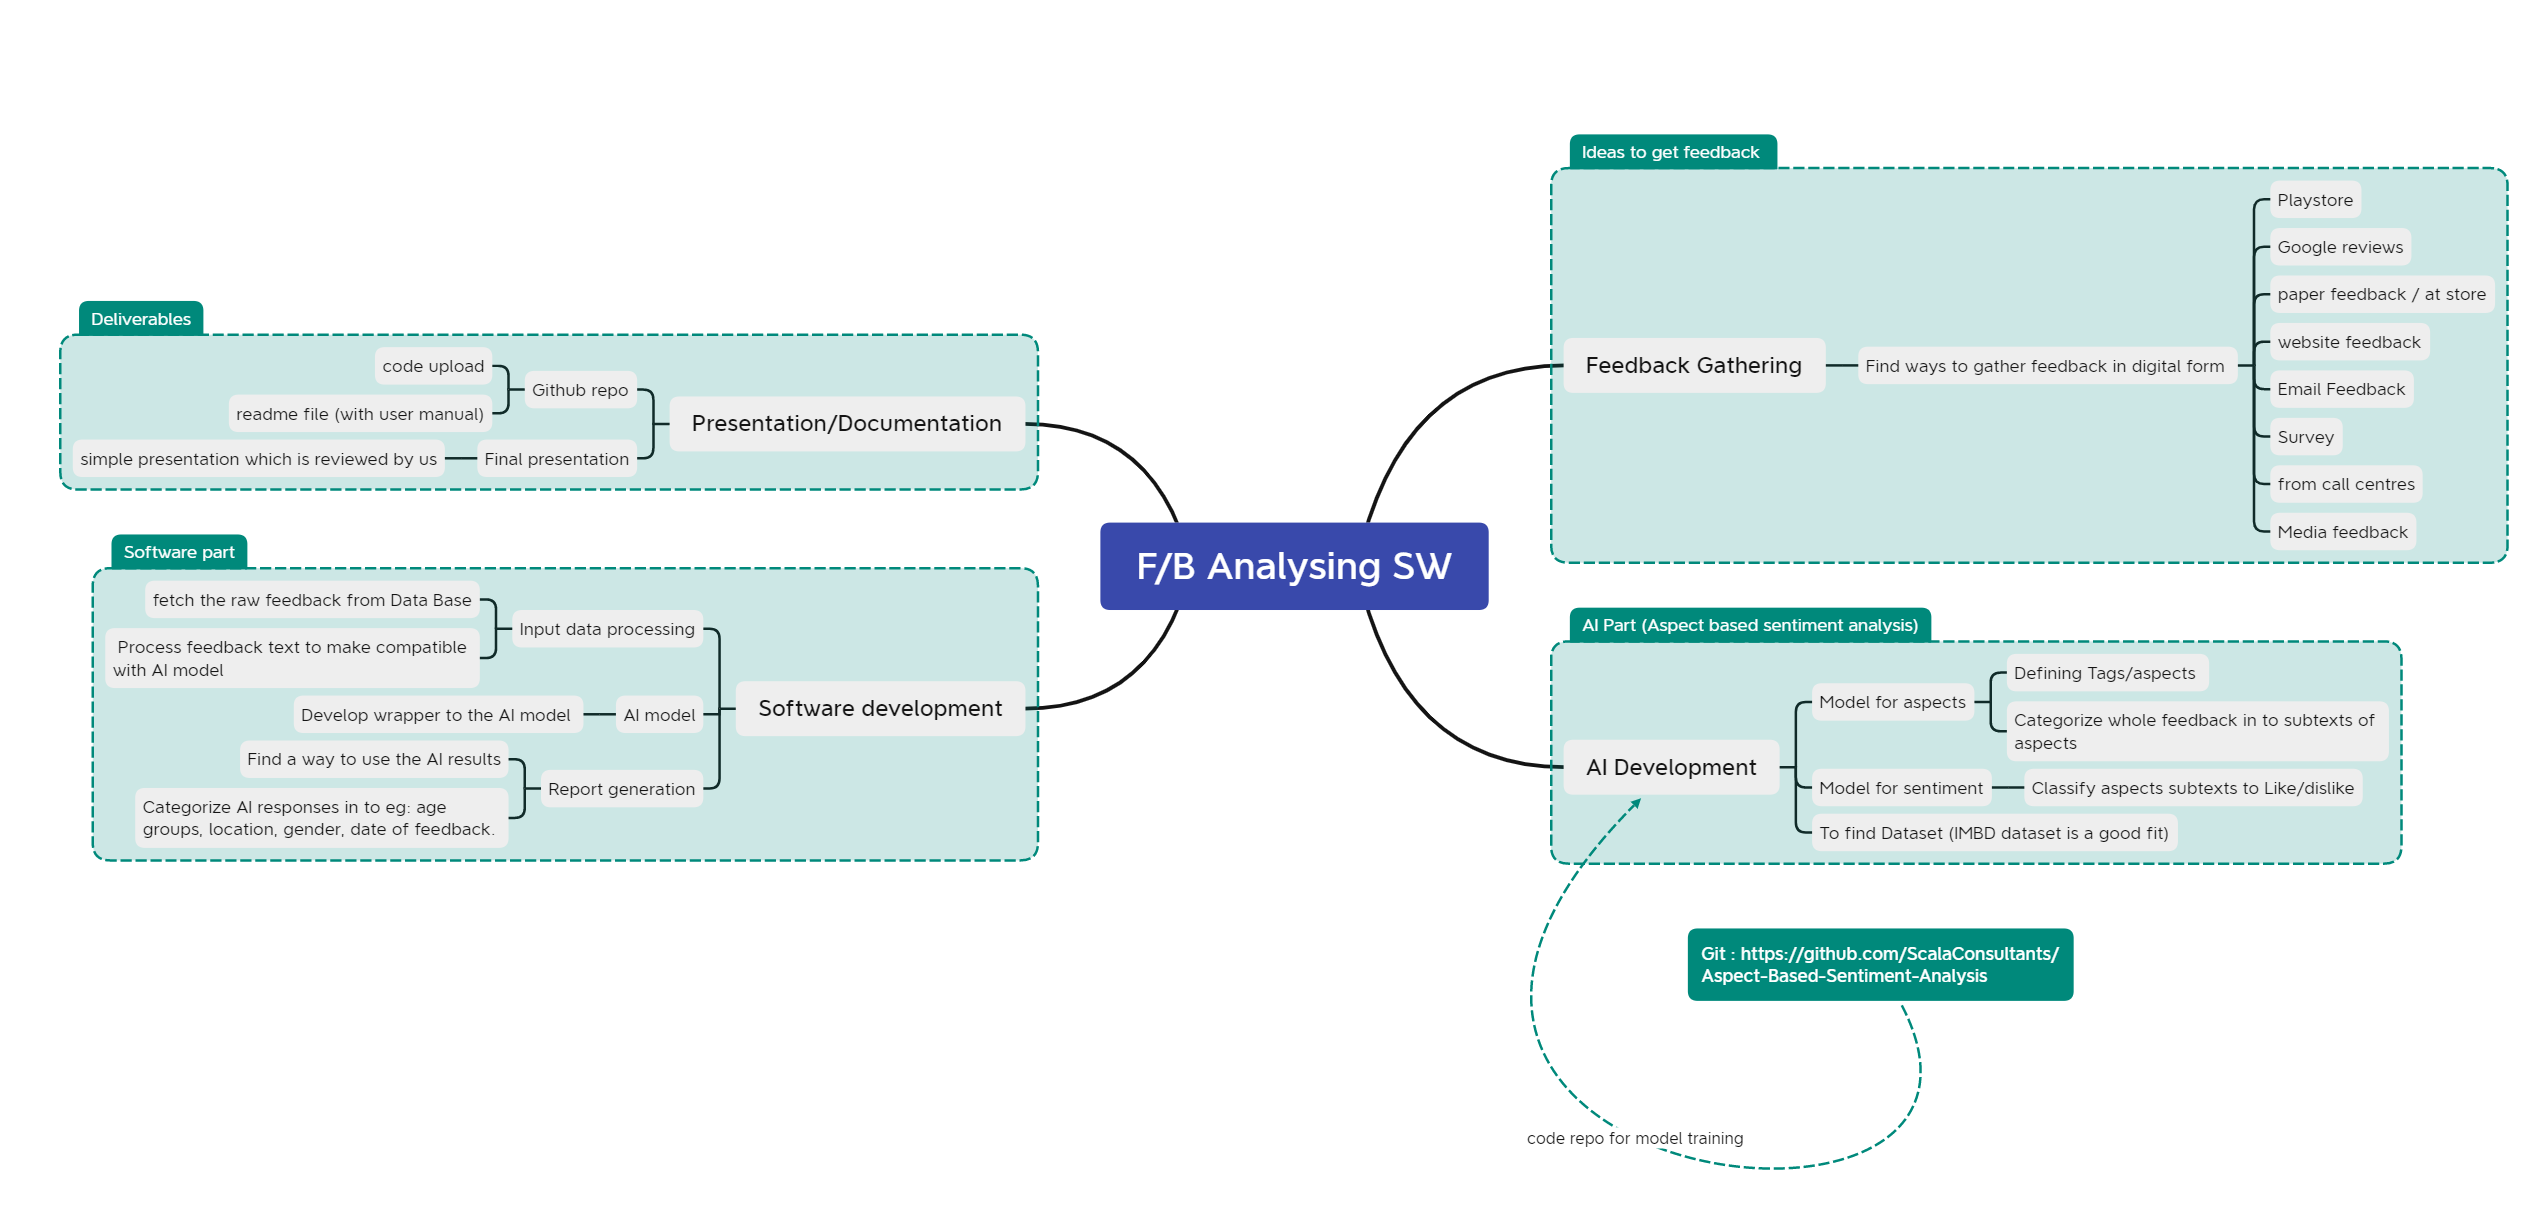 Ideas to get feedback
Playstore
Google reviews
paper feedback / at store
website feedback
Email Feedback
Survey
from call centres
Media feedback
Feedback Gathering
Find ways to gather feedback in digital form
Deliverables
code upload
readme file (with user manual)
Github repo
simple presentation which is reviewed by us
Final presentation
Presentation/Documentation
F/B Analysing SW
Software part
fetch the raw feedback from Data Base
Process feedback text to make compatible
with AI model
Input data processing
Develop wrapper to the AI model
AI model
Software development
Find a way to use the AI results
Categorize AI responses in to eg: age
groups, location, gender, date of feedback.
Report generation
AI Part (Aspect based sentiment analysis)
AI Development
Model for aspects
Defining Tags/aspects
Categorize whole feedback in to subtexts of
aspects
Model for sentiment
Classify aspects subtexts to Like/dislike
To find Dataset (IMBD dataset is a good fit)
Git : https://github.com/ScalaConsultants/
Aspect-Based-Sentiment-Analysis
code repo for model training